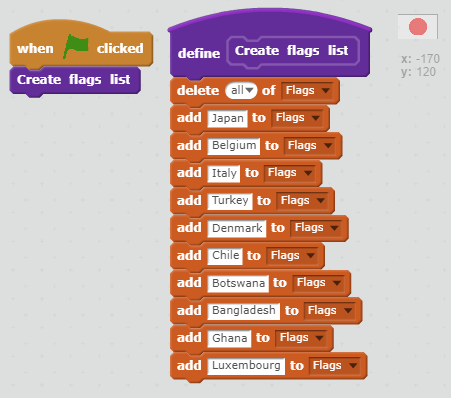 when clicked
Create flags list
define Create flags list
delete all of Flags
add Japan to Flags
add Belgium to Flags
add Italy to Flags
add Turkey to Flags
add Denmark to Flags
add Chile to Flags
add Botswana to Flags
add Bangladesh to Flags
add Ghana to Flags
add Luxembourg to Flags
x: -170
y: 120